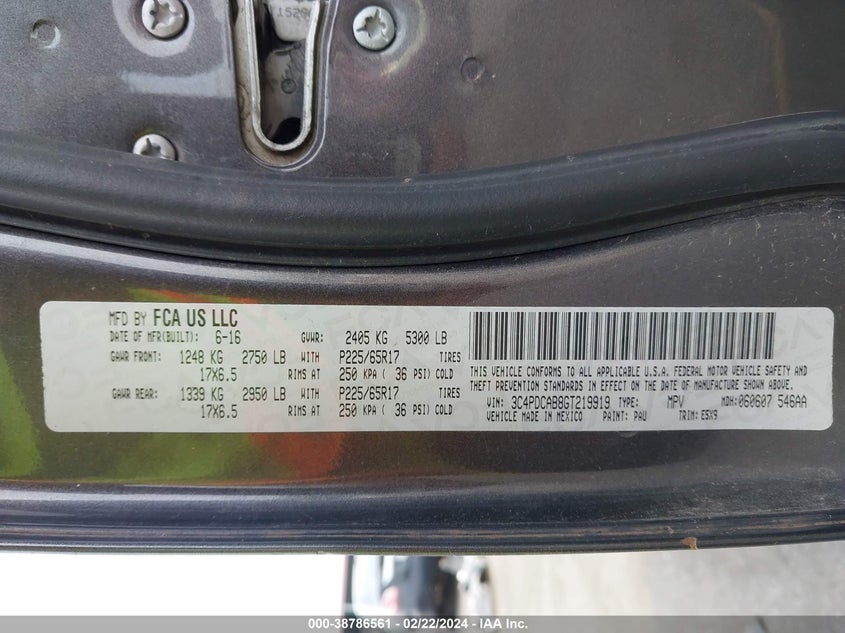 MFD BY FCA US LLC
DATE OF MFR(BUILT): 6-16 GVWR: 2405 KG 5300 LB
GAWR FRONT: 1248 KG 2750 LB WITH P225/65R17 TIRES
17X6.5 RIMS AT 250 KPA ( 36 PSI) COLD
GAWR REAR: 1339 KG 2950 LB WITH P225/65R17 TIRES
17X6.5 RIMS AT 250 KPA ( 36 PSI) COLD
THIS VEHICLE CONFORMS TO ALL APPLICABLE U.S.A. FEDERAL MOTOR VEHICLE SAFETY AND
THEFT PREVENTION STANDARDS IN EFFECT ON THE DATE OF MANUFACTURE SHOWN ABOVE.
VIN: 3C4PDCAB8GT219919 TYPE: MPV MDH: 060607 546AA
VEHICLE MADE IN MEXICO PAINT: PAU TRIM: E5X9
000-38786561 - 02/22/2024 - IAA Inc.